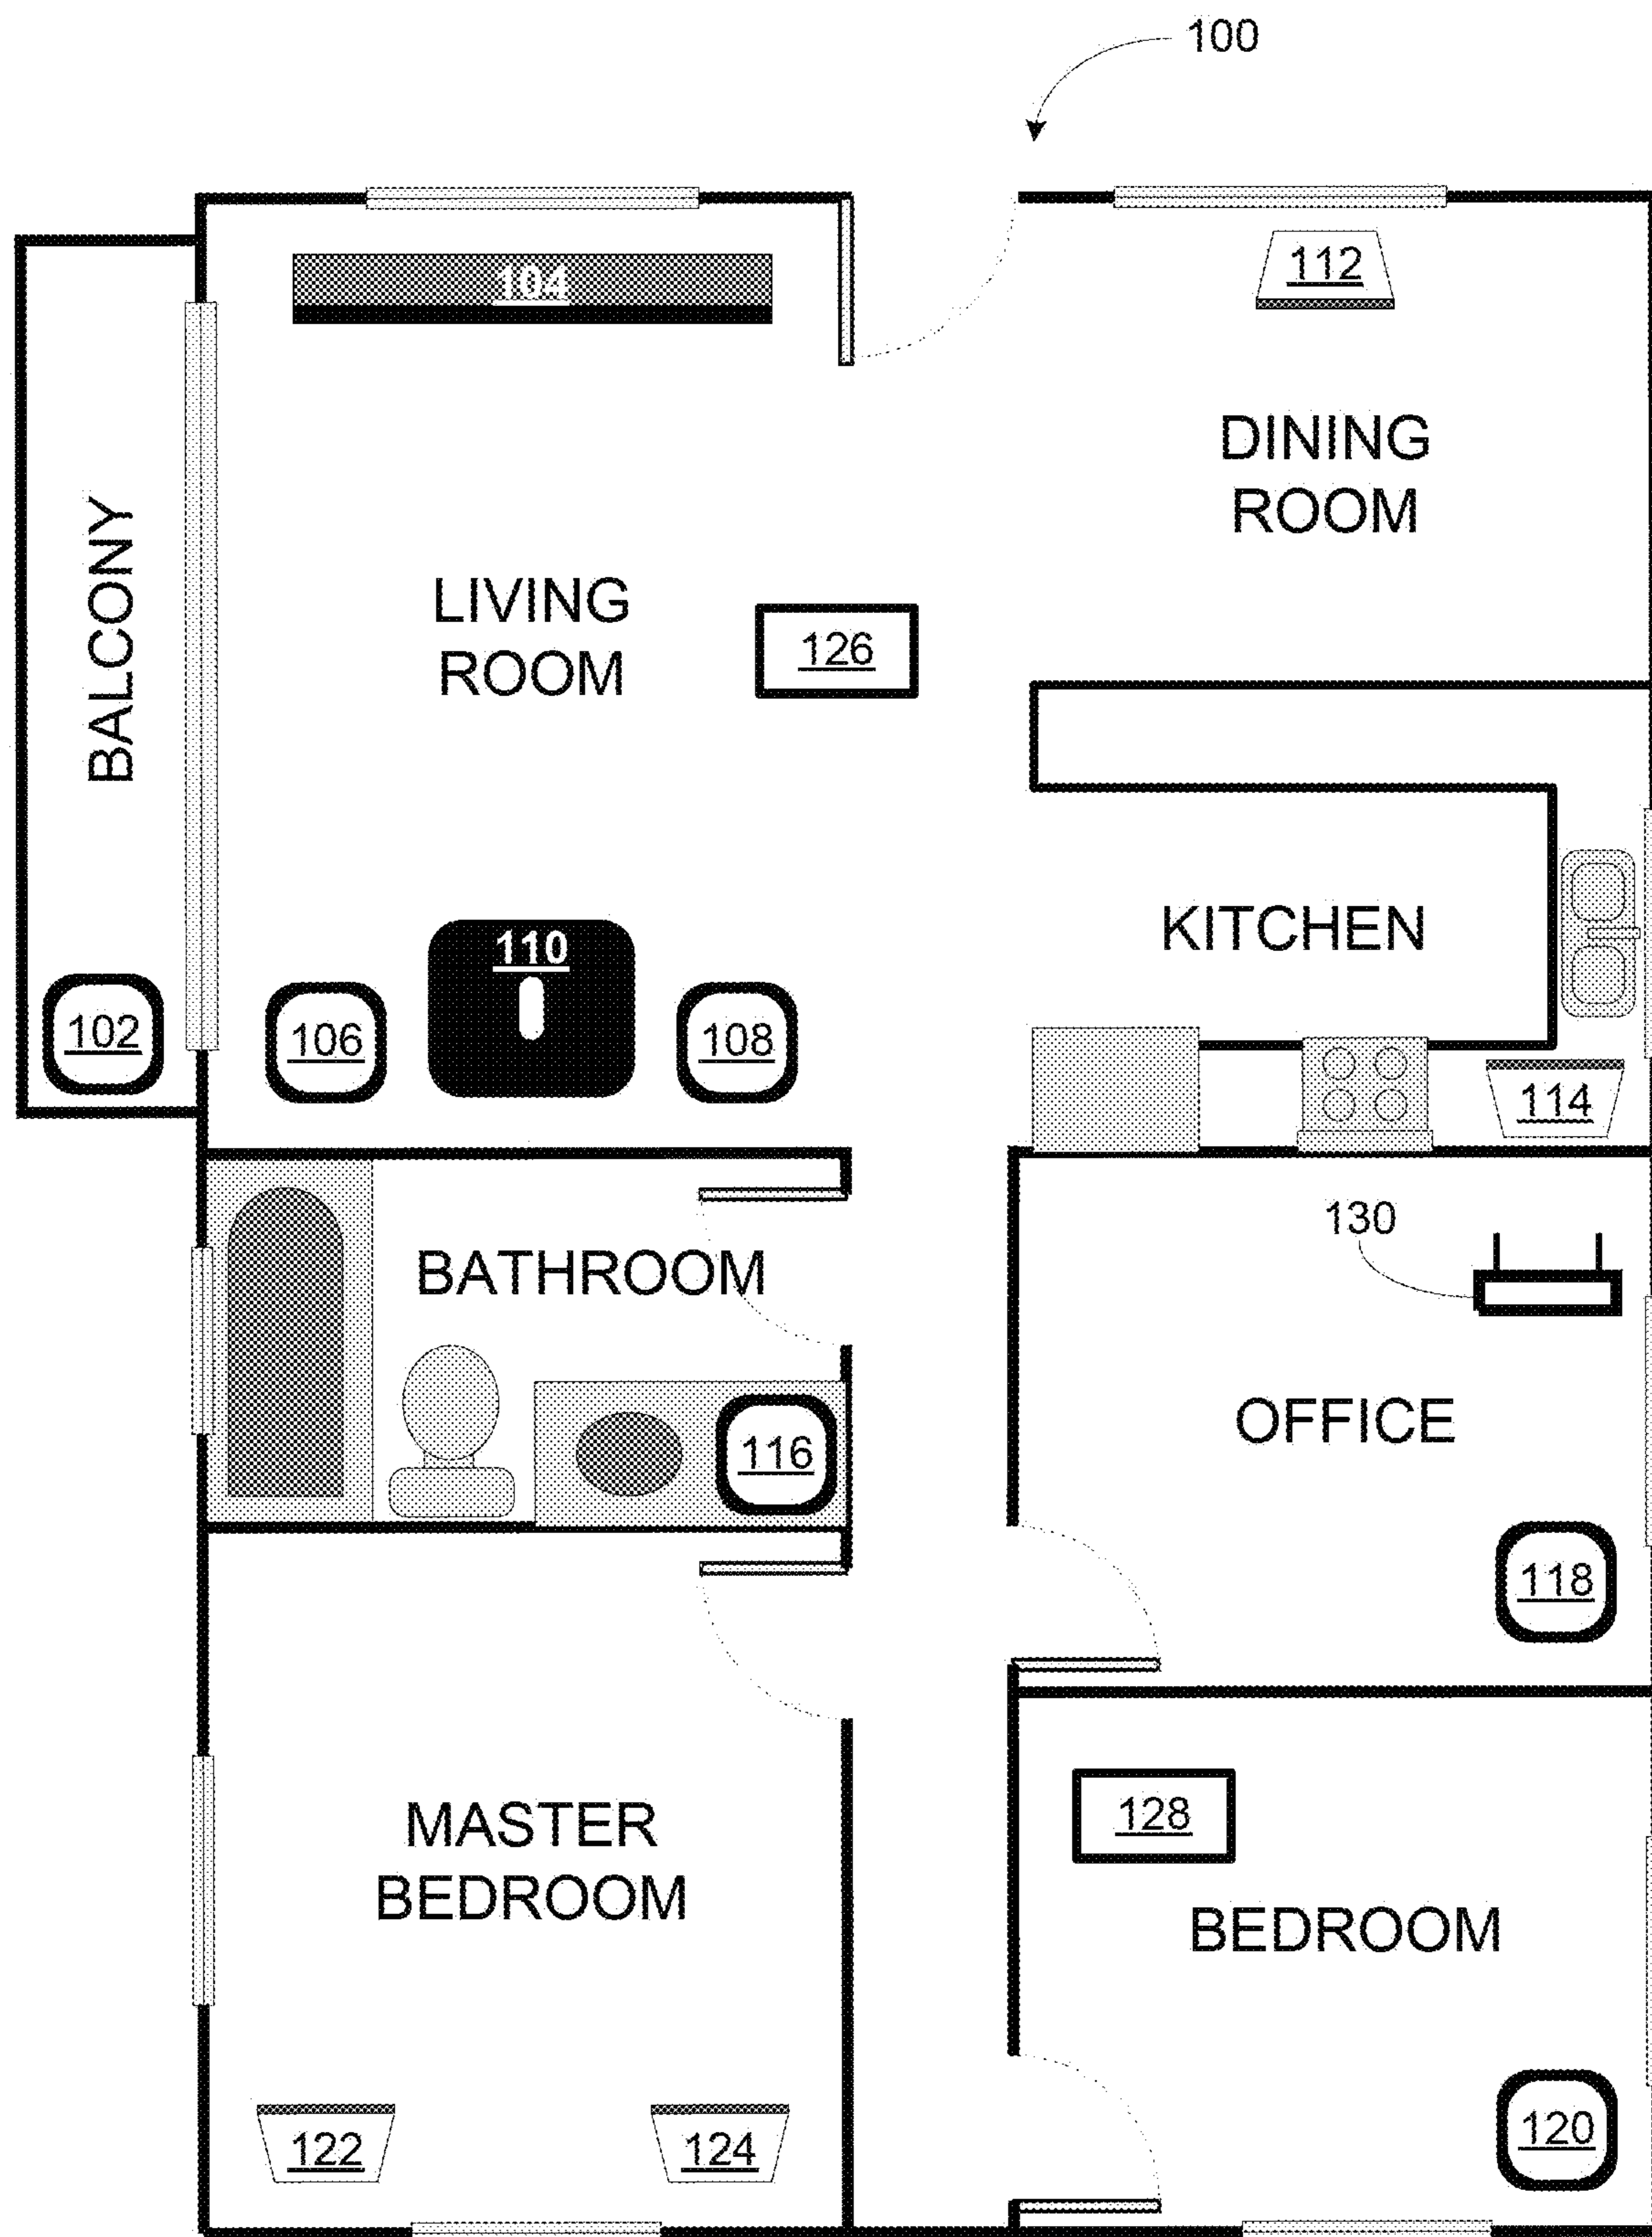 100
104
112
DINING
ROOM
BALCONY
LIVING
ROOM
126
KITCHEN
110
102
106
108
114
130
BATHROOM
OFFICE
116
118
128
MASTER
BEDROOM
BEDROOM
122
124
120